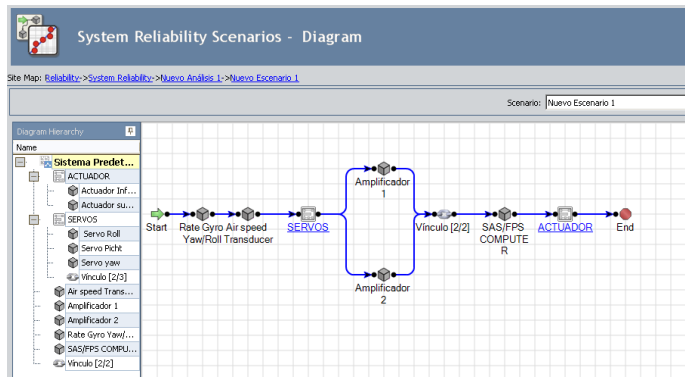 System Reliability Scenarios - Diagram
Site Map: Reliability->System Reliability->Nuevo Análisis 1->Nuevo Escenario 1
Scenario: Nuevo Escenario 1
Diagram Hierarchy
Name
Sistema Predet...
ACTUADOR
Actuador Inf...
Actuador su...
SERVOS
Servo Roll
Servo Picht
Servo yaw
Vínculo [2/3]
Air speed Trans...
Amplificador 1
Amplificador 2
Rate Gyro Yaw/...
SAS/FPS COMPU...
Vínculo [2/2]
Start
Rate Gyro
Yaw/Roll
Air speed
Transducer
SERVOS
Amplificador
1
Amplificador
2
Vínculo [2/2]
SAS/FPS
COMPUTE
R
ACTUADOR
End